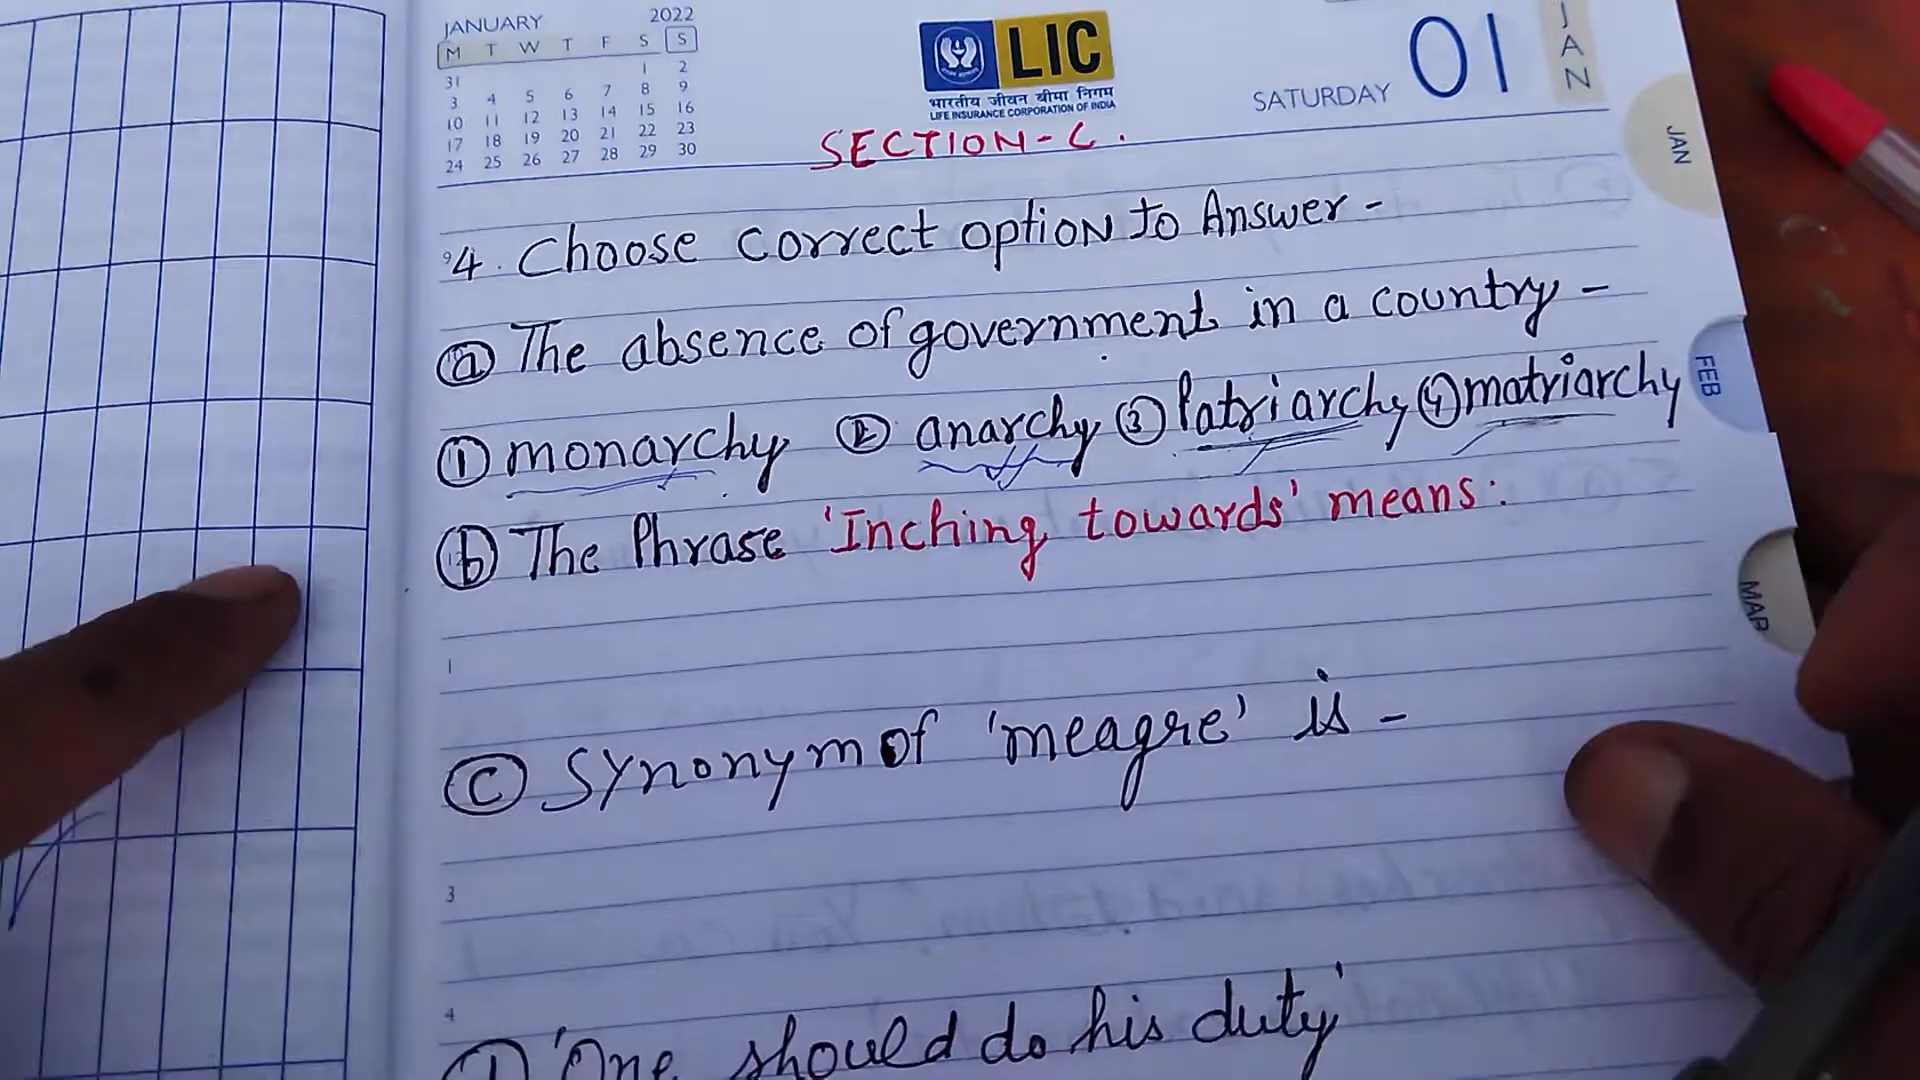 JANUARY 2022
M T W T F S S
31 1 2
3 4 5 6 7 8 9
10 11 12 13 14 15 16
17 18 19 20 21 22 23
24 25 26 27 28 29 30
LIC
भारतीय जीवन बीमा निगम
LIFE INSURANCE CORPORATION OF INDIA
SATURDAY 01 JAN
JAN
SECTION-C.
9 4. Choose correct option to Answer -
(a) The absence of government in a country -
(1) monarchy (2) anarchy (3) Patriarchy (4) matriarchy
FEB
(b) The Phrase 'Inching towards' means:
MAR
1
(C) Synonym of 'meagre' is -
3
4
'One should do his duty'